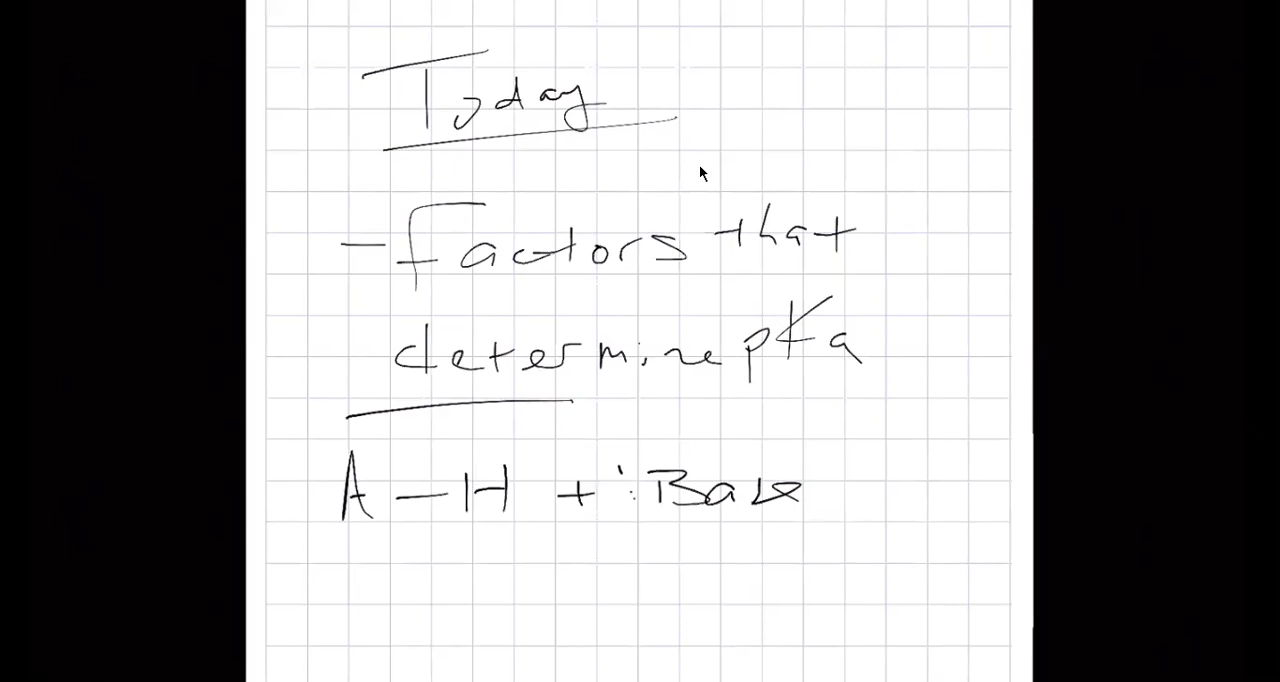 Today
- Factors that
determine pKa
A - H + :Base